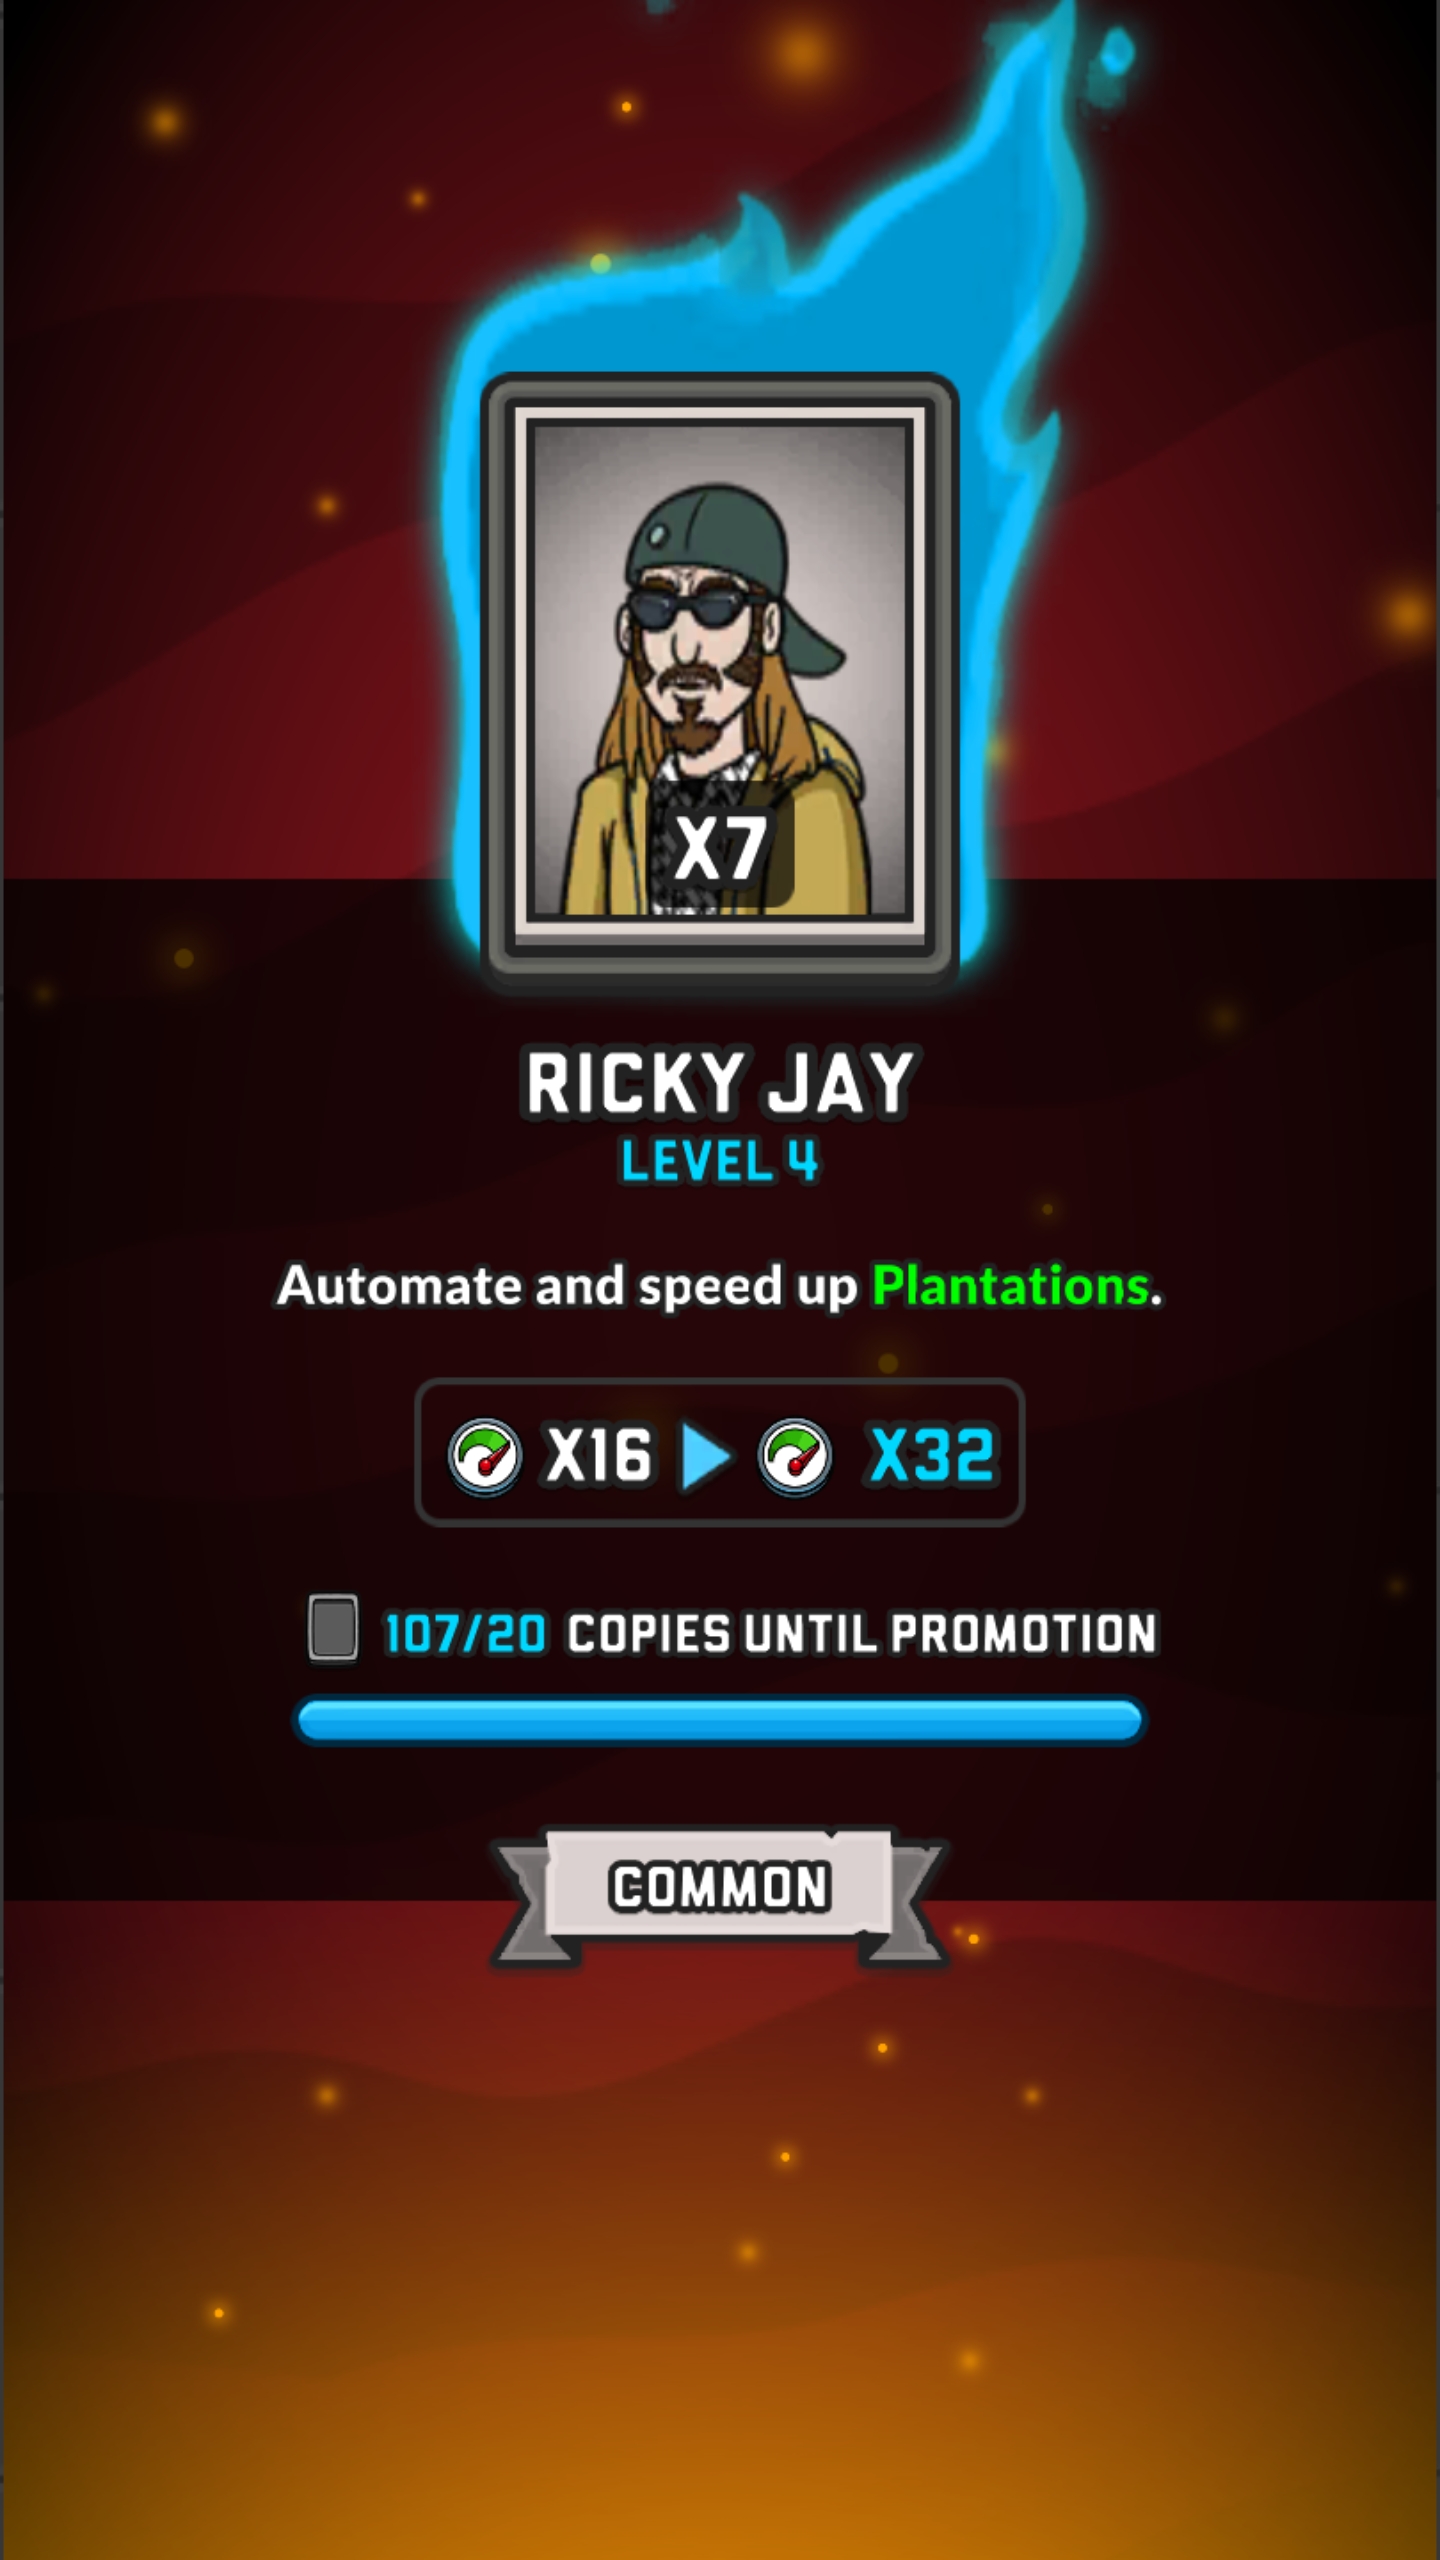 X7
RICKY JAY
LEVEL 4
Automate and speed up Plantations.
X16 X32
107/20 COPIES UNTIL PROMOTION
COMMON